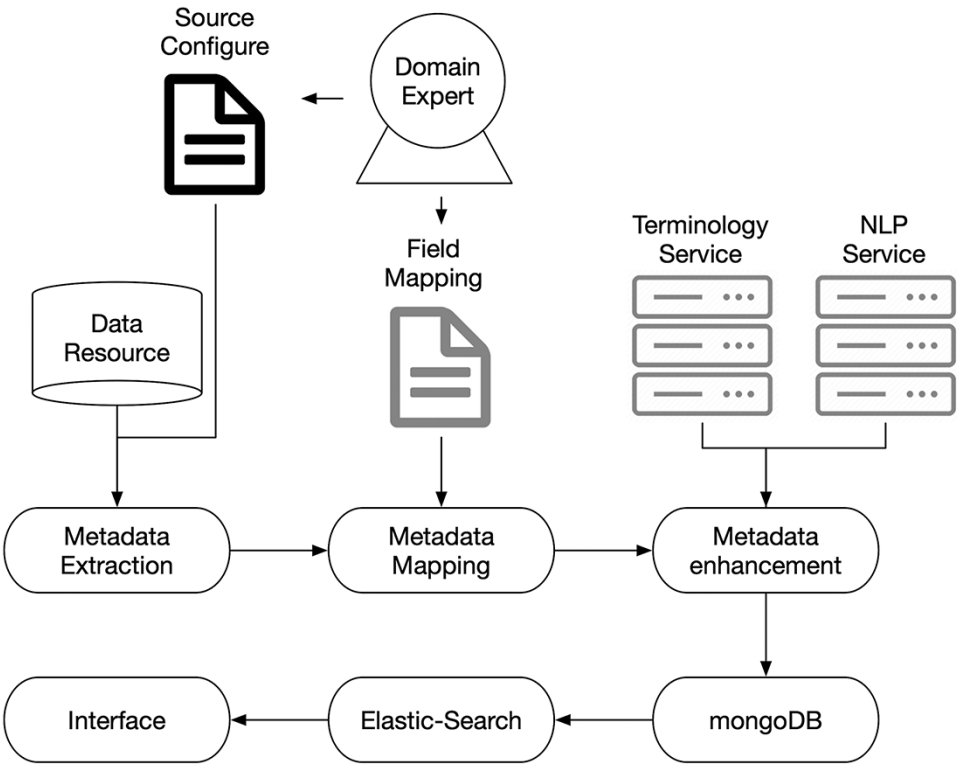 Source
Configure
Domain
Expert
Terminology
Service
NLP
Service
Field
Mapping
Data
Resource
Metadata
Extraction
Metadata
Mapping
Metadata
enhancement
Interface
Elastic-Search
mongoDB